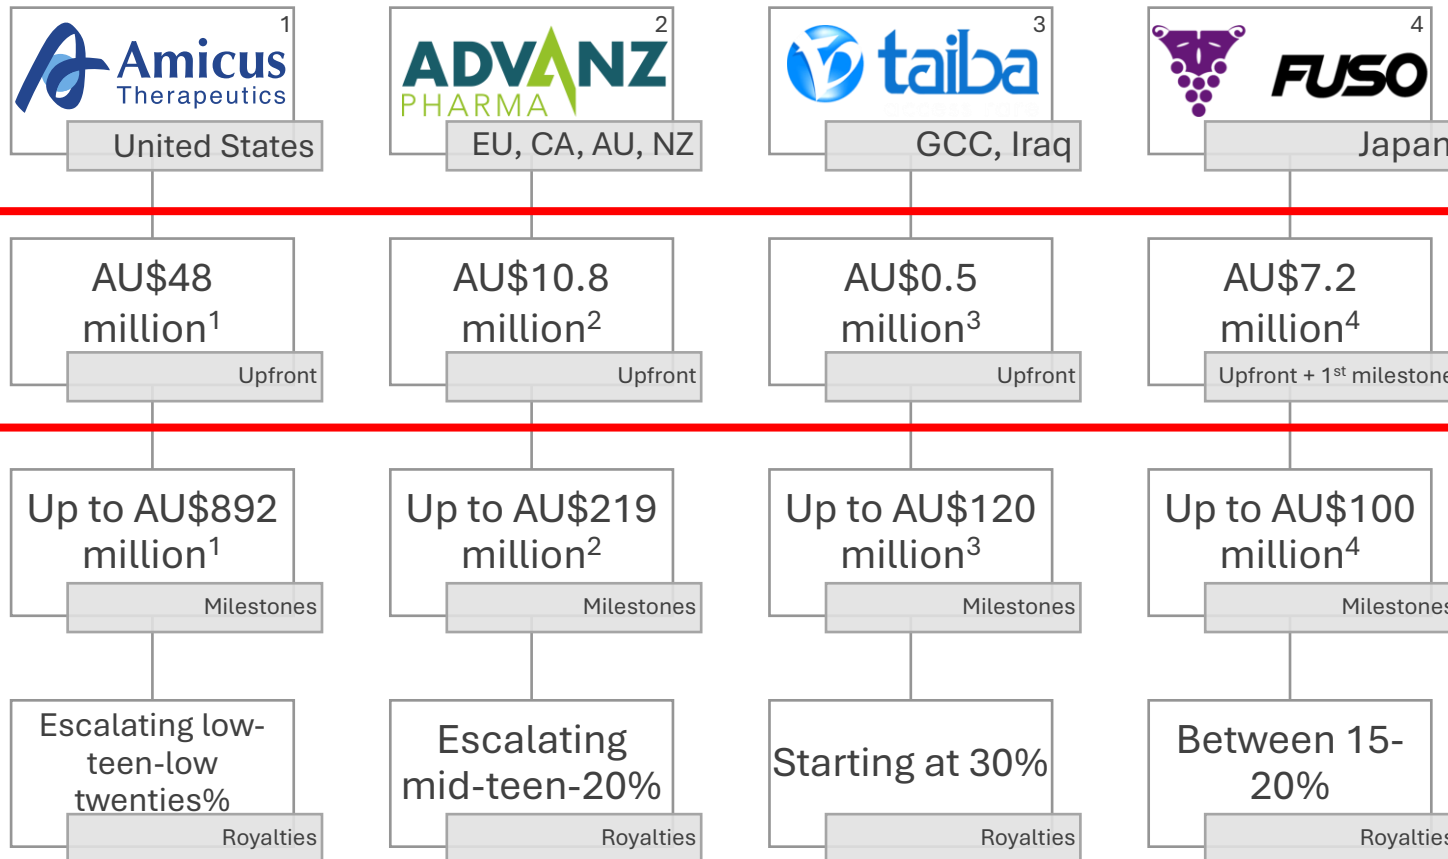 1
Amicus
Therapeutics
United States
2
ADVANZ
PHARMA
EU, CA, AU, NZ
3
taiba
GCC, Iraq
4
FUSO
Japan
AU$48
million¹
Upfront
AU$10.8
million²
Upfront
AU$0.5
million³
Upfront
AU$7.2
million⁴
Upfront + 1ˢᵗ milestone
Up to AU$892
million¹
Milestones
Up to AU$219
million²
Milestones
Up to AU$120
million³
Milestones
Up to AU$100
million⁴
Milestones
Escalating low-
teen-low
twenties%
Royalties
Escalating
mid-teen-20%
Royalties
Starting at 30%
Royalties
Between 15-
20%
Royalties